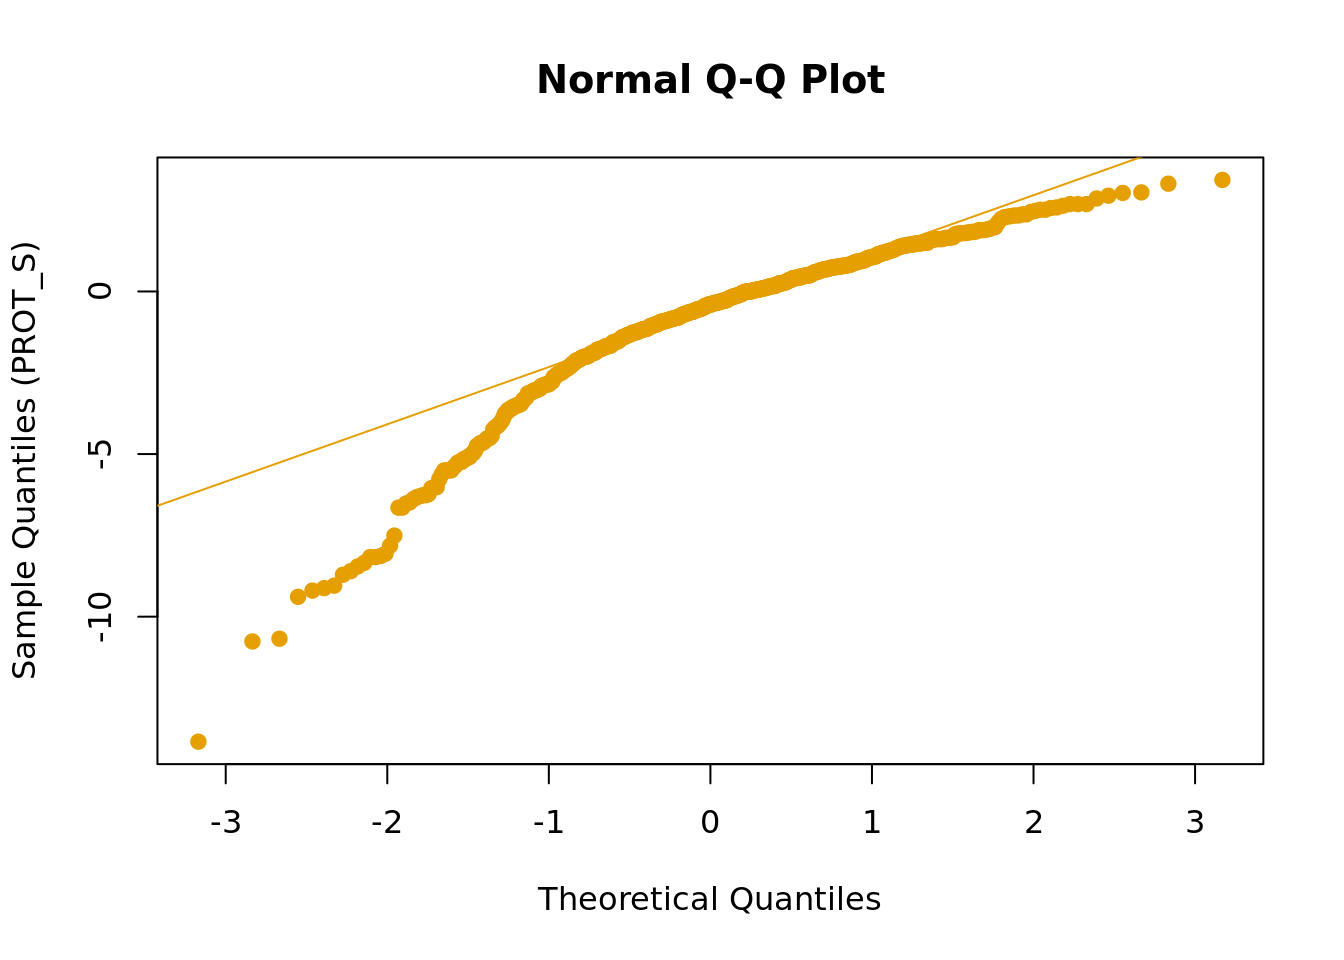 Normal Q-Q Plot
Sample Quantiles (PROT_S)
0
-5
-10
-3 -2 -1 0 1 2 3
Theoretical Quantiles